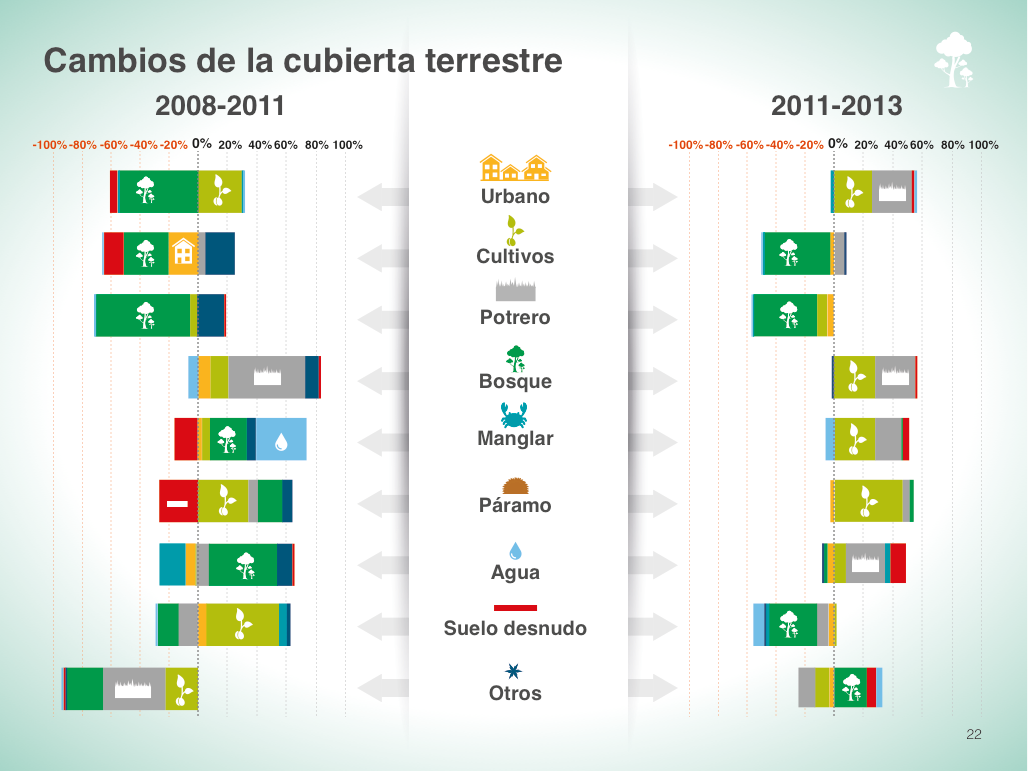 Cambios de la cubierta terrestre
2008-2011
2011-2013
-100% -80% -60% -40% -20% 0% 20% 40% 60% 80% 100%
-100% -80% -60% -40% -20% 0% 20% 40% 60% 80% 100%
Urbano
Cultivos
Potrero
Bosque
Manglar
Páramo
Agua
Suelo desnudo
Otros
22